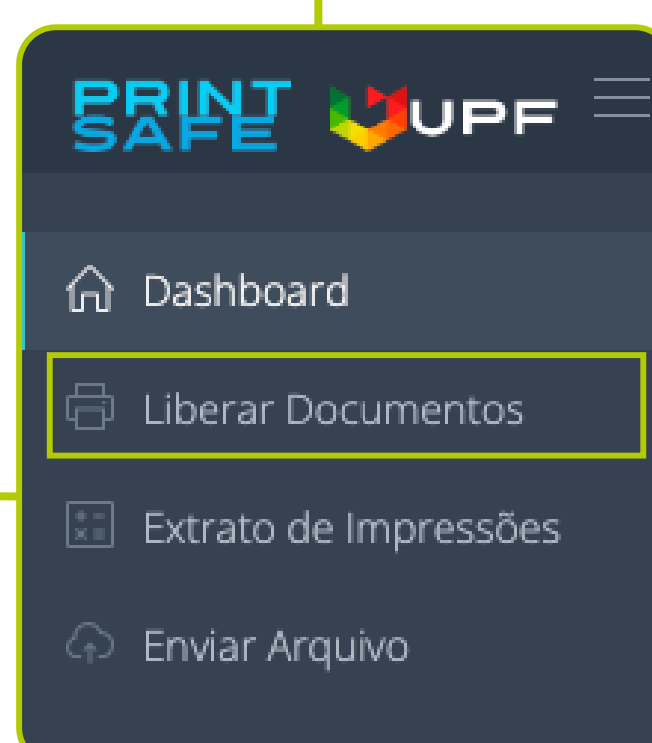 PRINT
SAFE
UPF
Dashboard
Liberar Documentos
Extrato de Impressões
Enviar Arquivo